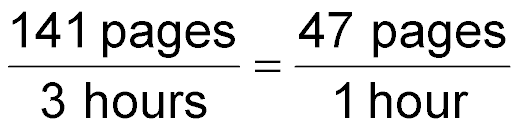 141 pages = 47 pages
3 hours 1 hour